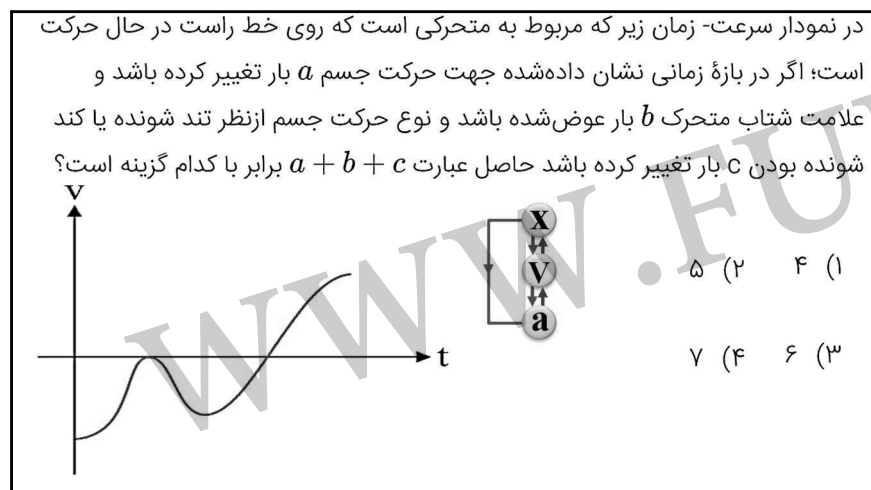 در نمودار سرعت- زمان زیر که مربوط به متحرکی است که روی خط راست در حال حرکت
است؛ اگر در بازهٔ زمانی نشان داده‌شده جهت حرکت جسم a بار تغییر کرده باشد و
علامت شتاب متحرک b بار عوض‌شده باشد و نوع حرکت جسم ازنظر تند شونده یا کند
شونده بودن c بار تغییر کرده باشد حاصل عبارت a + b + c برابر با کدام گزینه است؟
۱) ۴ ۲) ۵
۳) ۶ ۴) ۷
v
t
x
v
a
WWW.FU